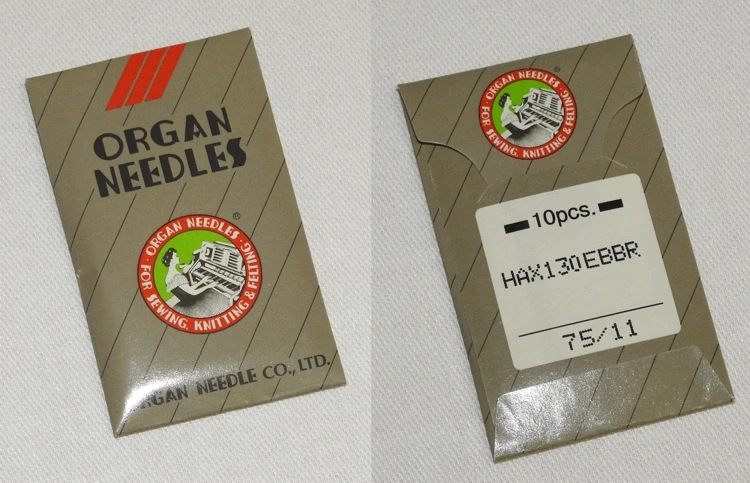 ORGAN
NEEDLES
®
ORGAN NEEDLES
· FOR SEWING, KNITTING & FELTING ·
ORGAN NEEDLE CO., LTD.
®
ORGAN NEEDLES
· FOR SEWING, KNITTING & FELTING ·
10pcs.
HAX130EBBR
75/11